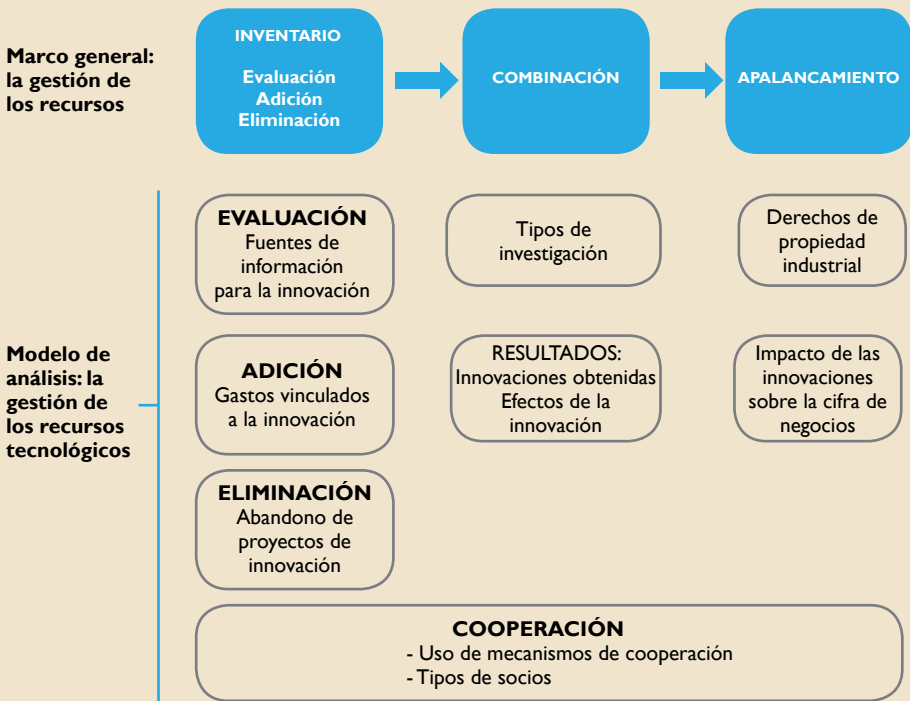 Marco general:
la gestión de
los recursos
INVENTARIO
Evaluación
Adición
Eliminación
COMBINACIÓN
APALANCAMIENTO
Modelo de
análisis: la
gestión de
los recursos
tecnológicos
EVALUACIÓN
Fuentes de
información
para la innovación
Tipos de
investigación
Derechos de
propiedad
industrial
ADICIÓN
Gastos vinculados
a la innovación
RESULTADOS:
Innovaciones obtenidas
Efectos de la
innovación
Impacto de las
innovaciones
sobre la cifra de
negocios
ELIMINACIÓN
Abandono de
proyectos de
innovación
COOPERACIÓN
- Uso de mecanismos de cooperación
- Tipos de socios